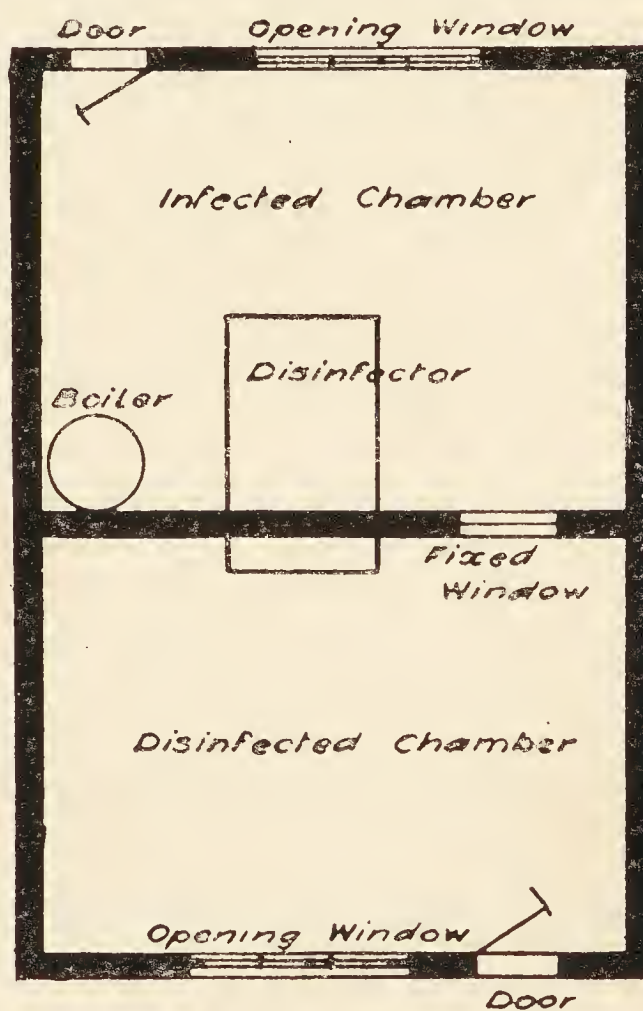 Door
Opening Window
Infected Chamber
Disinfector
Boiler
Fixed
Window
Disinfected Chamber
Opening Window
Door